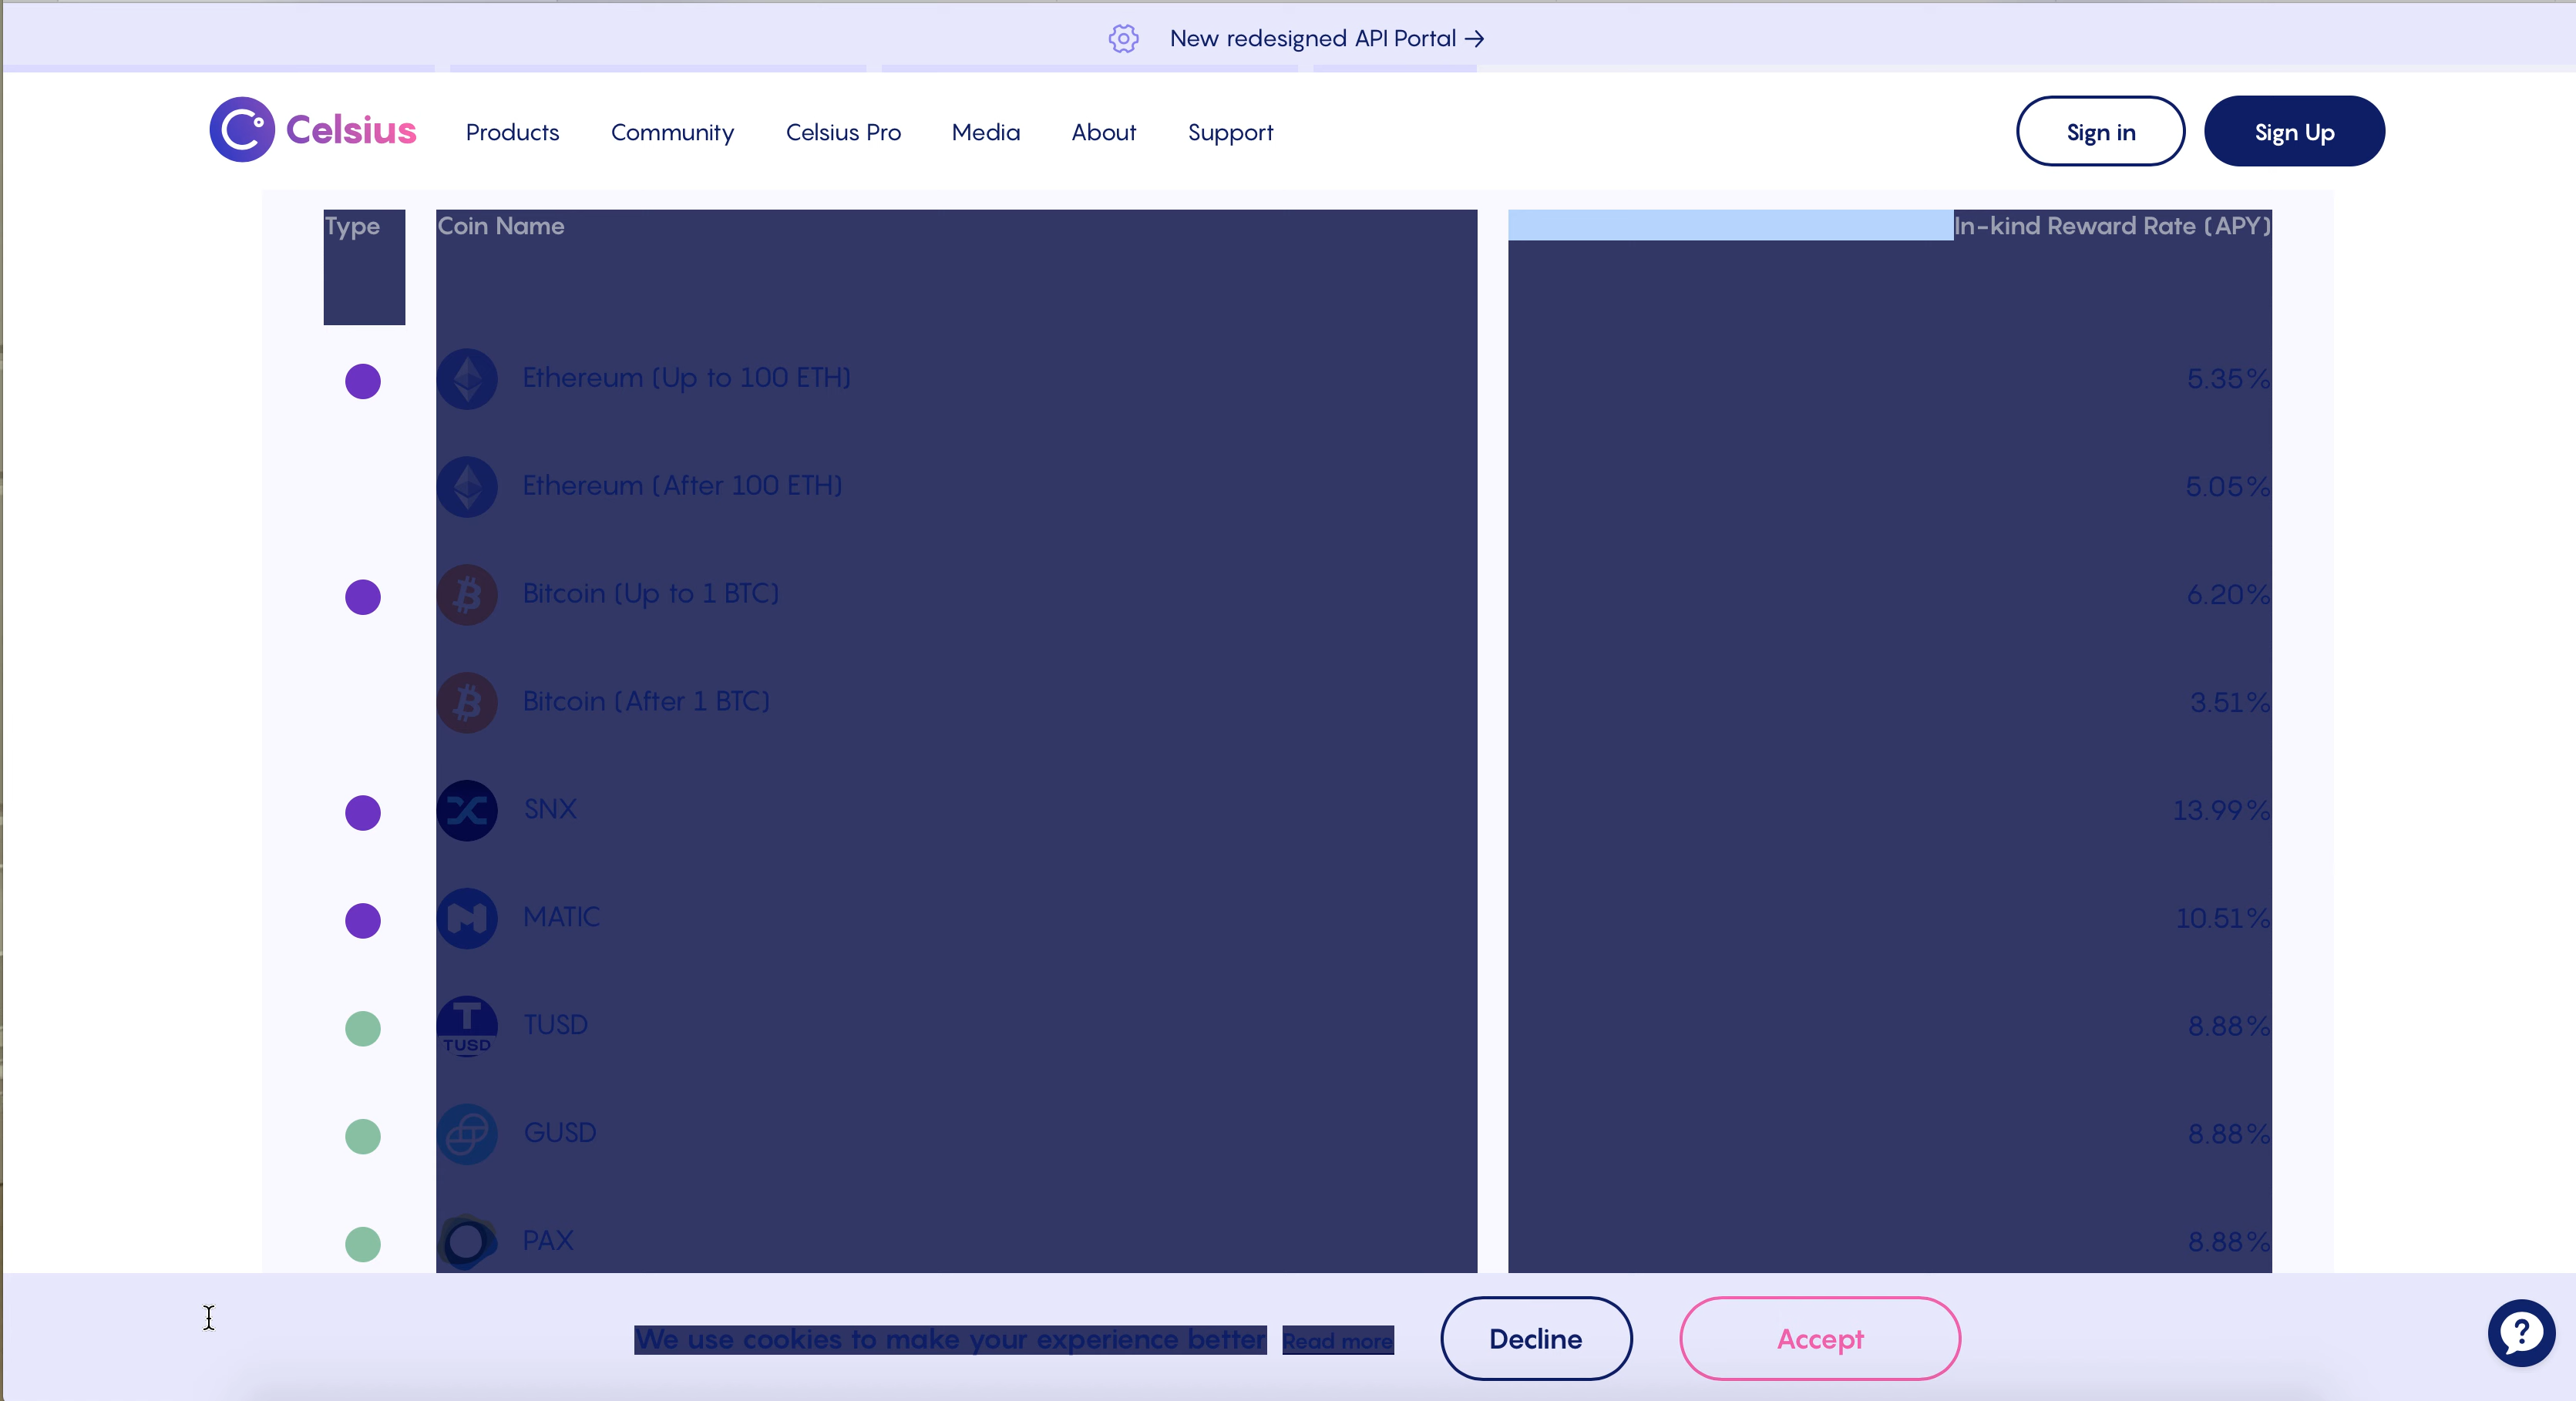 New redesigned API Portal →
Celsius Products Community Celsius Pro Media About Support Sign in Sign Up
Type Coin Name In-kind Reward Rate (APY)
Ethereum (Up to 100 ETH) 5.35%
Ethereum (After 100 ETH) 5.05%
Bitcoin (Up to 1 BTC) 6.20%
Bitcoin (After 1 BTC) 3.51%
SNX 13.99%
MATIC 10.51%
T
TUSD TUSD 8.88%
GUSD 8.88%
PAX 8.88%
We use cookies to make your experience better Read more Decline Accept